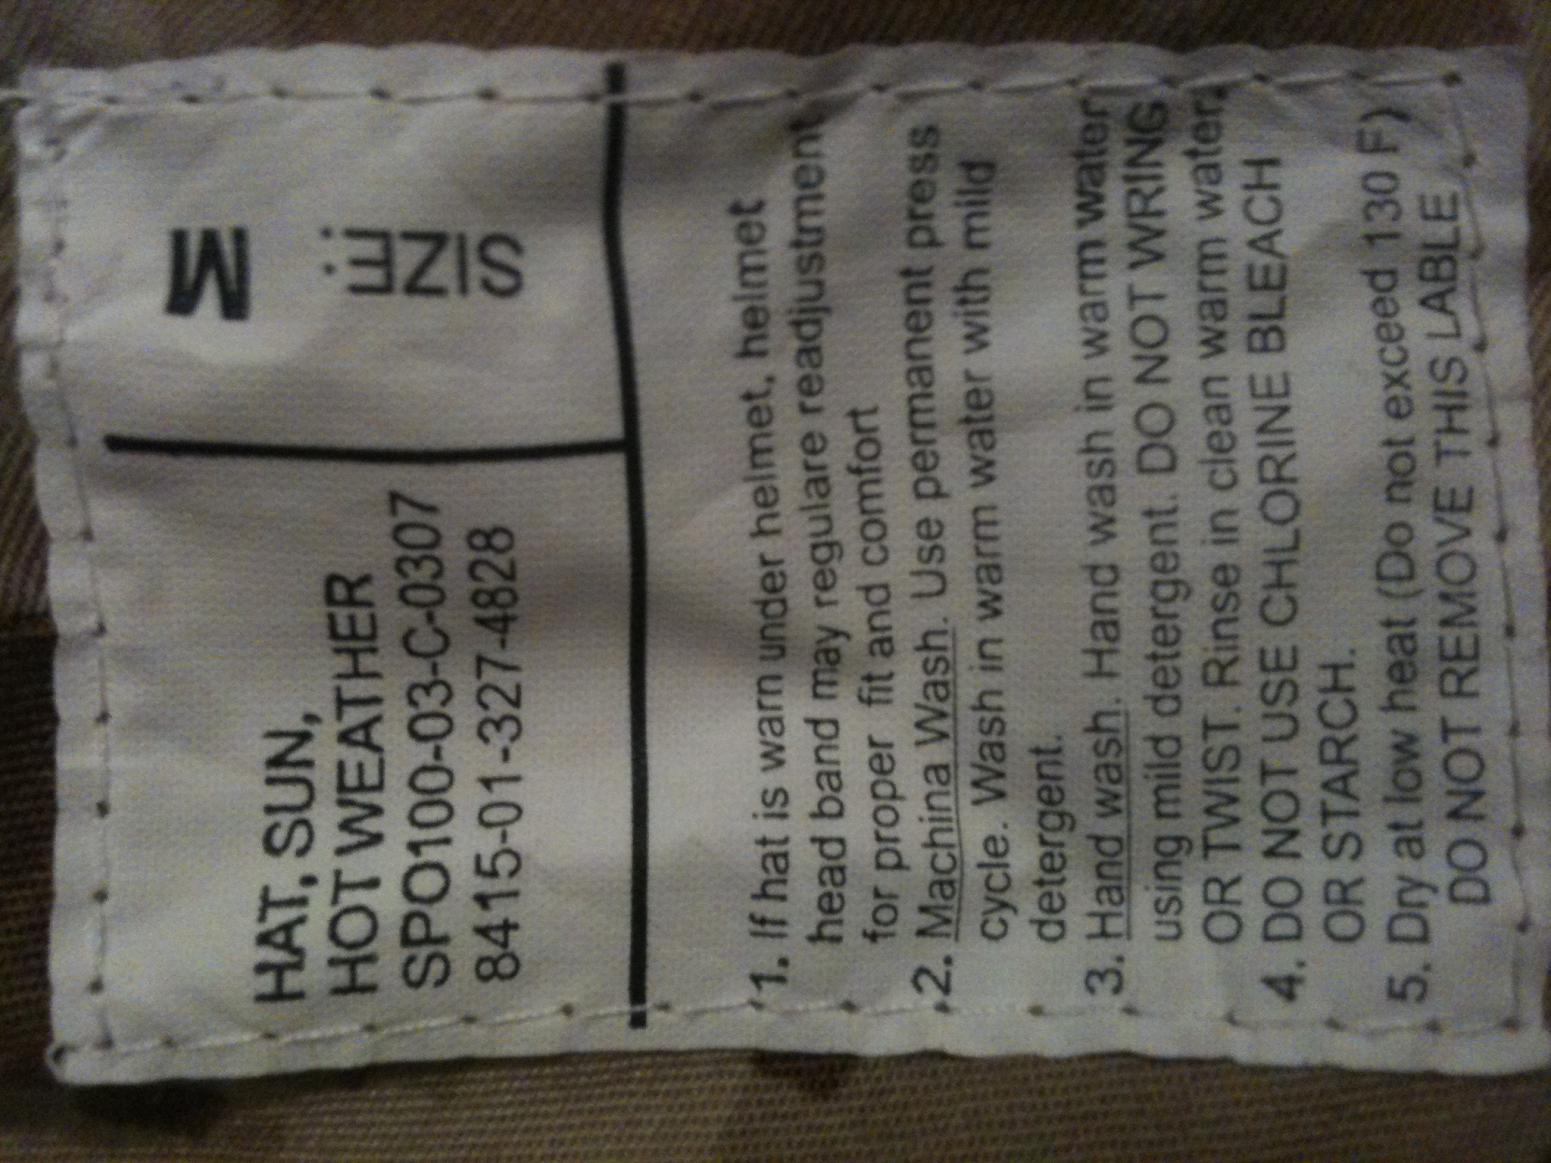 HAT, SUN,
HOT WEATHER
SPO100-03-C-0307
8415-01-327-4828
SIZE:
M
1. If hat is warn under helmet, helmet
head band may regulare readjustment
for proper fit and comfort
2. Machina Wash. Use permanent press
cycle. Wash in warm water with mild
detergent.
3. Hand wash. Hand wash in warm water
using mild detergent. DO NOT WRING
OR TWIST. Rinse in clean warm water.
4. DO NOT USE CHLORINE BLEACH
OR STARCH.
5. Dry at low heat (Do not exceed 130 F)
DO NOT REMOVE THIS LABLE